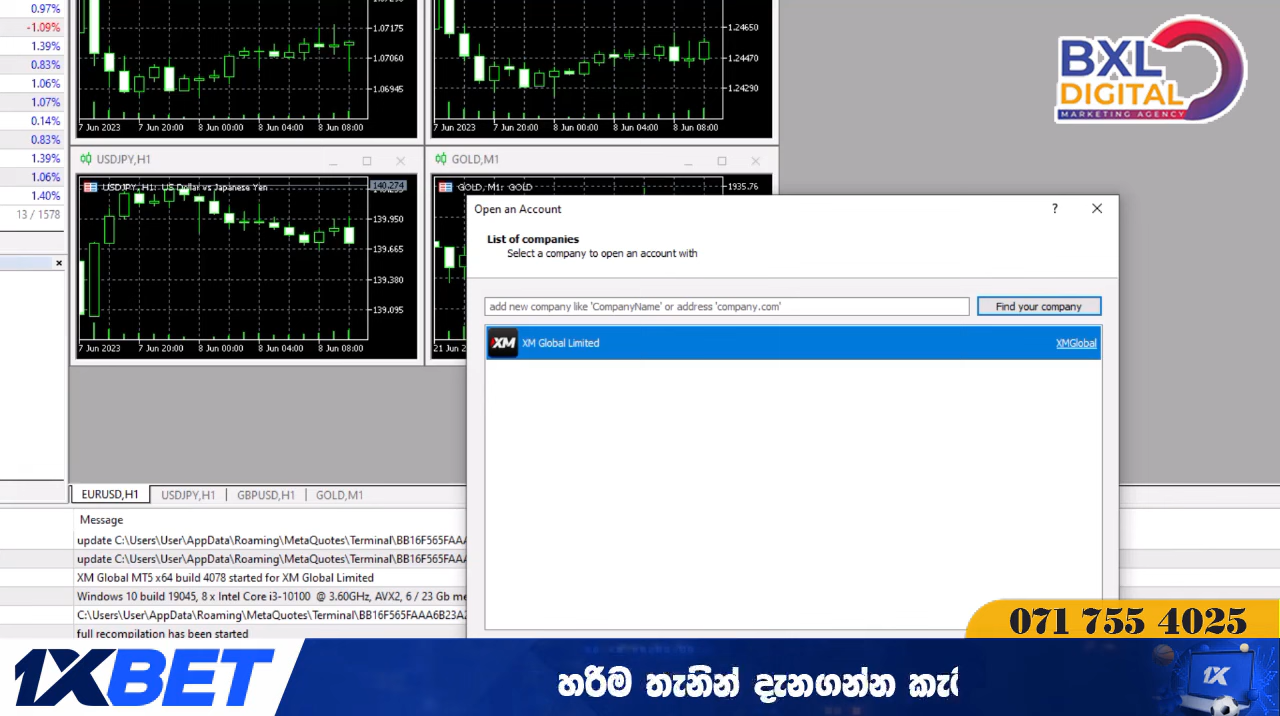 0.97%
-1.09%
1.39%
0.83%
1.06%
1.07%
0.14%
0.83%
1.39%
1.06%
1.40%
13 / 1578
1.07175
1.07060
1.06945
7 Jun 2023 7 Jun 20:00 8 Jun 00:00 8 Jun 04:00 8 Jun 08:00
1.24650
1.24470
1.24290
7 Jun 2023 7 Jun 20:00 8 Jun 00:00 8 Jun 04:00 8 Jun 08:00
BXL
DIGITAL
MARKETING AGENCY
USDJPY,H1
USDJPY, H1: US Dollar vs Japanese Yen
140.274
139.950
139.665
139.380
139.095
7 Jun 2023 7 Jun 20:00 8 Jun 00:00 8 Jun 04:00 8 Jun 08:00
GOLD,M1
GOLD, M1: GOLD
1935.76
21 Jun
Open an Account
?
List of companies
Select a company to open an account with
add new company like 'CompanyName' or address 'company.com'
Find your company
XM XM Global Limited XMGlobal
EURUSD,H1 | USDJPY,H1 | GBPUSD,H1 | GOLD,M1
Message
update C:\Users\User\AppData\Roaming\MetaQuotes\Terminal\BB16F565FAAA
update C:\Users\User\AppData\Roaming\MetaQuotes\Terminal\BB16F565FAAA
XM Global MT5 x64 build 4078 started for XM Global Limited
Windows 10 build 19045, 8 x Intel Core i3-10100 @ 3.60GHz, AVX2, 6 / 23 Gb me
C:\Users\User\AppData\Roaming\MetaQuotes\Terminal\BB16F565FAAA6B23A2
full recompilation has been started
071 755 4025
1XBET
හරිම තැනින් දැනගන්න
1X